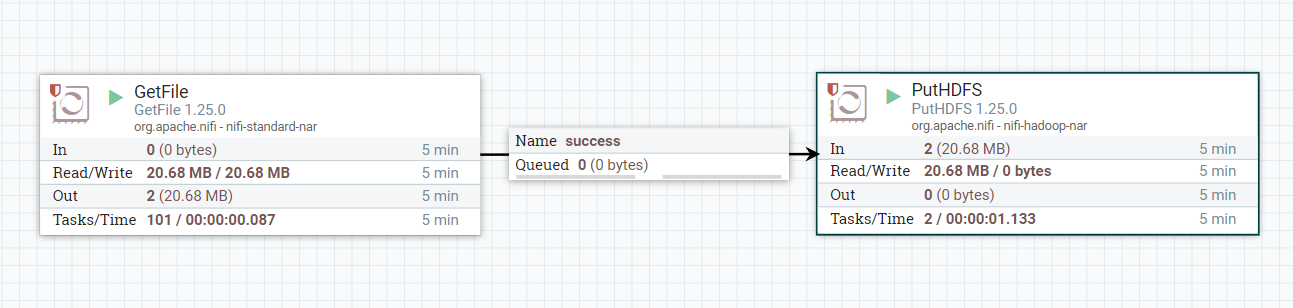 GetFile
GetFile 1.25.0
org.apache.nifi - nifi-standard-nar
In 0 (0 bytes) 5 min
Read/Write 20.68 MB / 20.68 MB 5 min
Out 2 (20.68 MB) 5 min
Tasks/Time 101 / 00:00:00.087 5 min
Name success
Queued 0 (0 bytes)
PutHDFS
PutHDFS 1.25.0
org.apache.nifi - nifi-hadoop-nar
In 2 (20.68 MB) 5 min
Read/Write 20.68 MB / 0 bytes 5 min
Out 0 (0 bytes) 5 min
Tasks/Time 2 / 00:00:01.133 5 min